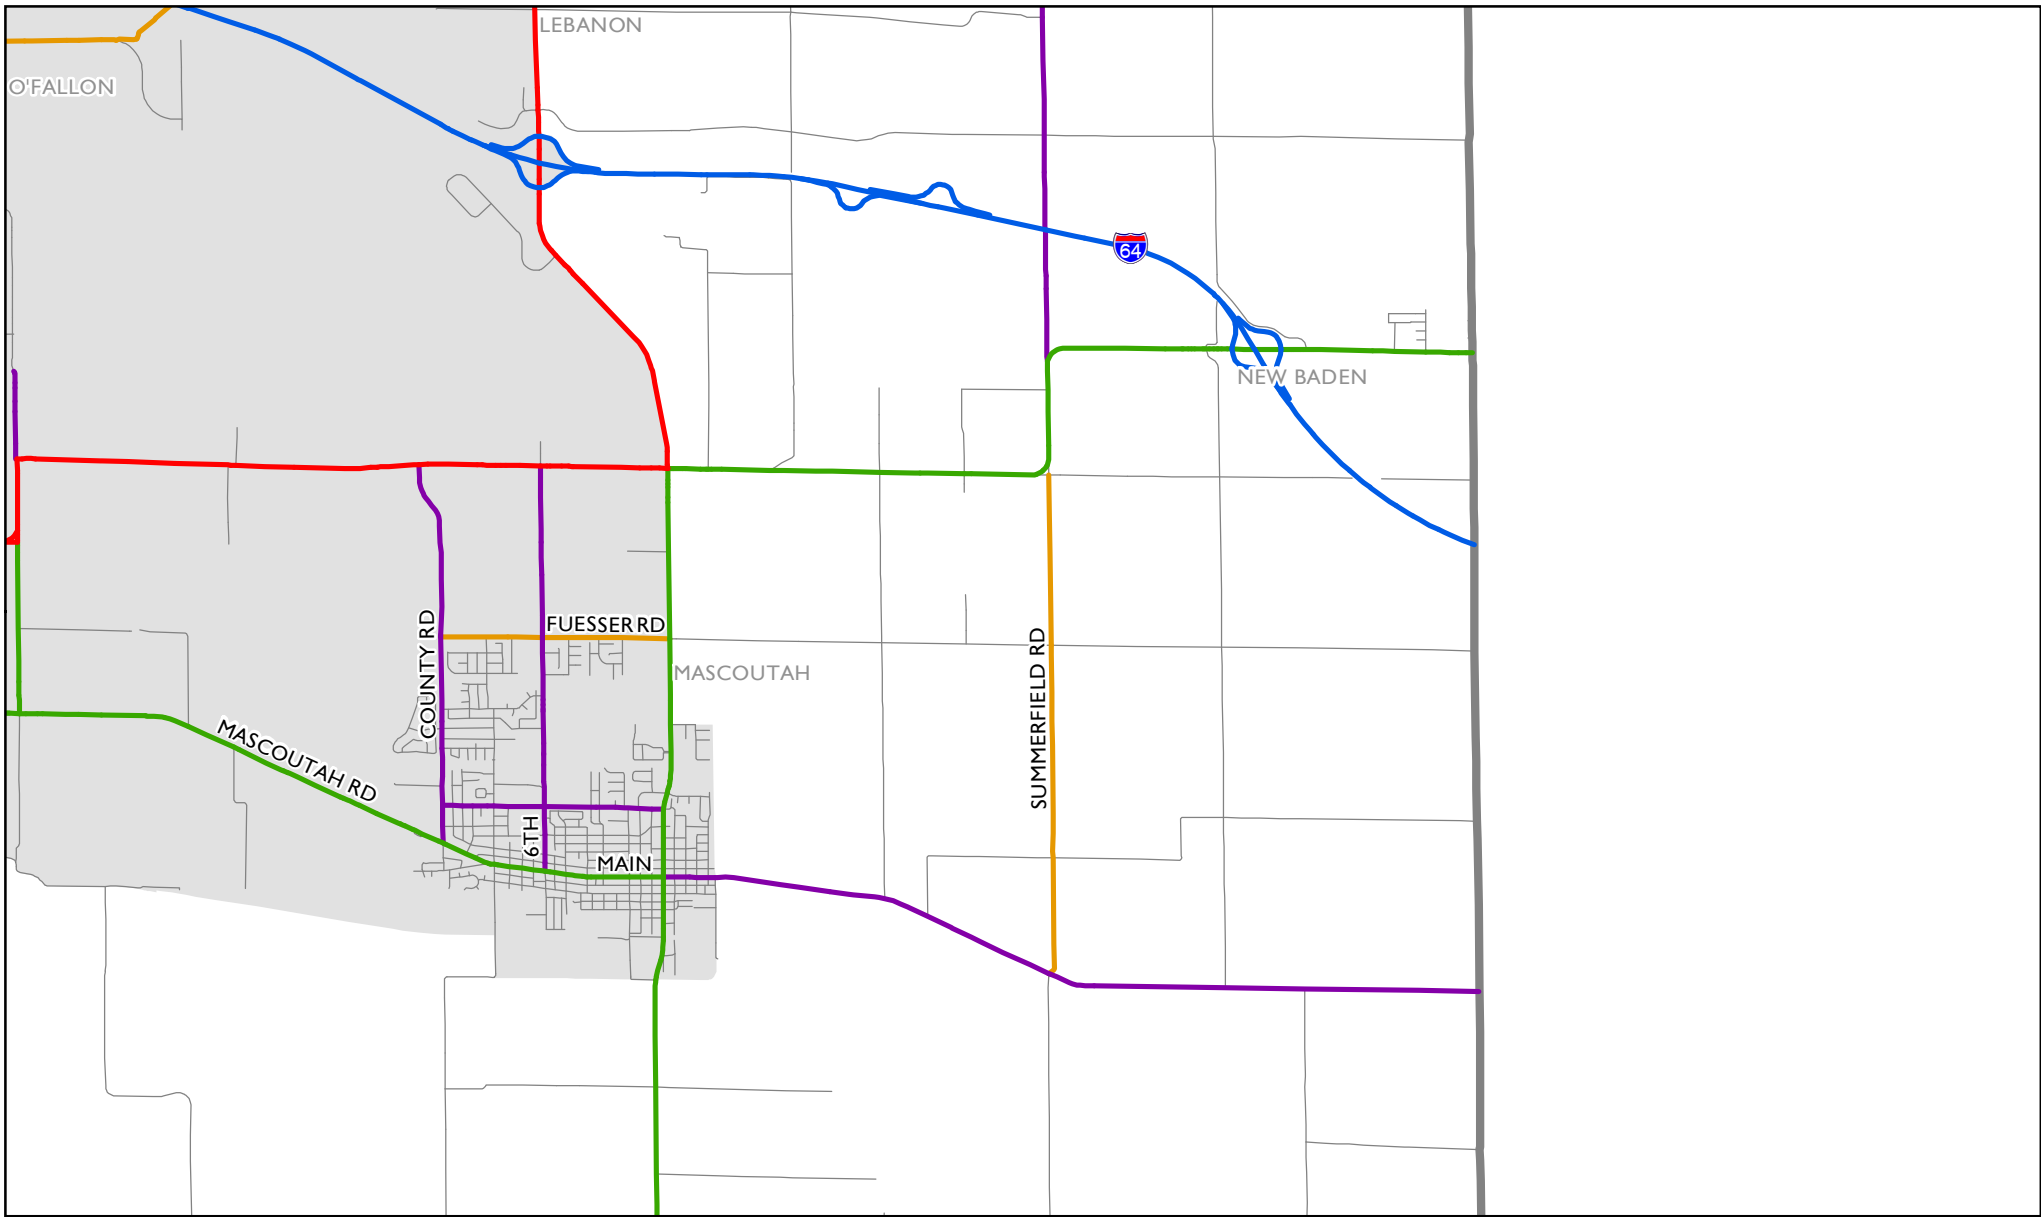 LEBANON
O'FALLON
64
NEW BADEN
FUESSER RD
COUNTY RD
SUMMERFIELD RD
MASCOUTAH
MASCOUTAH RD
6TH
MAIN